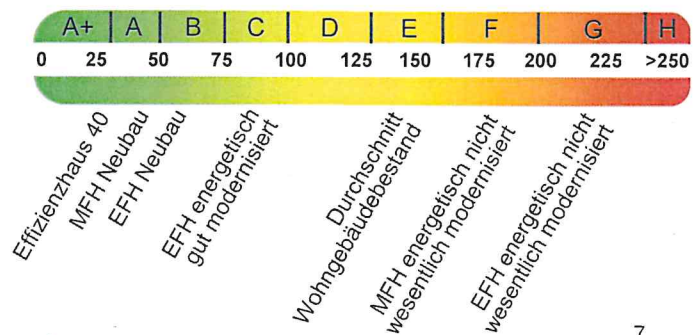 A+ A B C D E F G H
0 25 50 75 100 125 150 175 200 225 >250
Effizienzhaus 40
MFH Neubau
EFH Neubau
EFH energetisch
gut modernisiert
Durchschnitt
Wohngebäudebestand
MFH energetisch nicht
wesentlich modernisiert
EFH energetisch nicht
wesentlich modernisiert
7